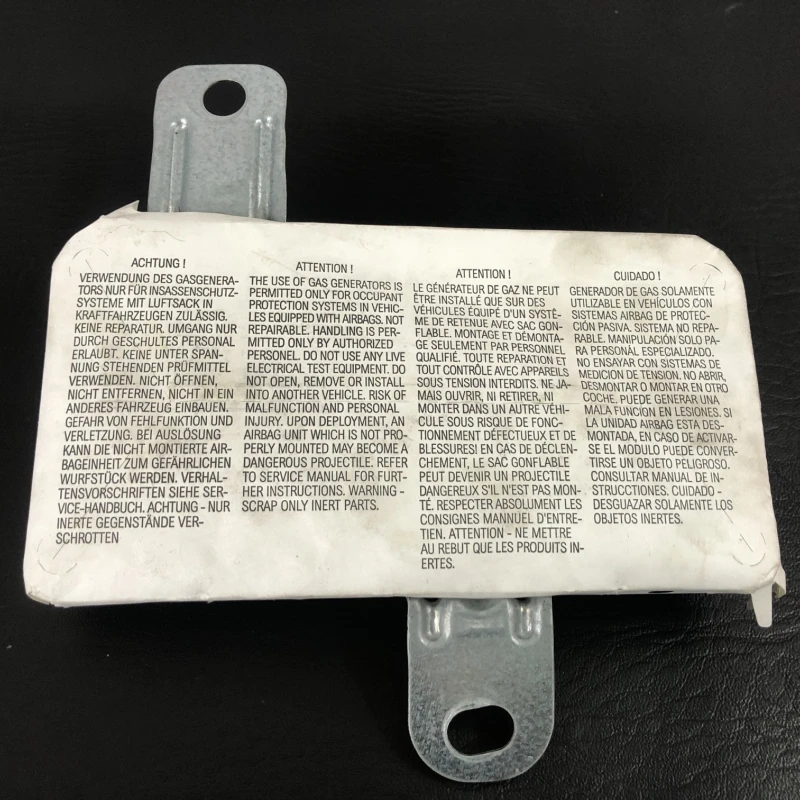 ACHTUNG !
VERWENDUNG DES GASGENERA-
TORS NUR FÜR INSASSENSCHUTZ-
SYSTEME MIT LUFTSACK IN
KRAFTFAHRZEUGEN ZULÄSSIG.
KEINE REPARATUR. UMGANG NUR
DURCH GESCHULTES PERSONAL
ERLAUBT. KEINE UNTER SPAN-
NUNG STEHENDEN PRÜFMITTEL
VERWENDEN. NICHT ÖFFNEN,
NICHT ENTFERNEN, NICHT IN EIN
ANDERES FAHRZEUG EINBAUEN.
GEFAHR VON FEHLFUNKTION UND
VERLETZUNG. BEI AUSLÖSUNG
KANN DIE NICHT MONTIERTE AIR-
BAGEINHEIT ZUM GEFÄHRLICHEN
WURFSTÜCK WERDEN. VERHAL-
TENSVORSCHRIFTEN SIEHE SER-
VICE-HANDBUCH. ACHTUNG - NUR
INERTE GEGENSTÄNDE VER-
SCHROTTEN
ATTENTION !
THE USE OF GAS GENERATORS IS
PERMITTED ONLY FOR OCCUPANT
PROTECTION SYSTEMS IN VEHIC-
LES EQUIPPED WITH AIRBAGS. NOT
REPAIRABLE. HANDLING IS PER-
MITTED ONLY BY AUTHORIZED
PERSONEL. DO NOT USE ANY LIVE
ELECTRICAL TEST EQUIPMENT. DO
NOT OPEN, REMOVE OR INSTALL
INTO ANOTHER VEHICLE. RISK OF
MALFUNCTION AND PERSONAL
INJURY. UPON DEPLOYMENT, AN
AIRBAG UNIT WHICH IS NOT PRO-
PERLY MOUNTED MAY BECOME A
DANGEROUS PROJECTILE. REFER
TO SERVICE MANUAL FOR FURT-
HER INSTRUCTIONS. WARNING -
SCRAP ONLY INERT PARTS.
ATTENTION !
LE GÉNÉRATEUR DE GAZ NE PEUT
ÊTRE INSTALLÉ QUE SUR DES
VÉHICULES ÉQUIPÉ D'UN SYSTÈ-
ME DE RETENUE AVEC SAC GON-
FLABLE. MONTAGE ET DÉMONTA-
GE SEULEMENT PAR PERSONNEL
QUALIFIÉ. TOUTE REPARATION ET
TOUT CONTRÔLE AVEC APPAREILS
SOUS TENSION INTERDITS. NE JA-
MAIS OUVRIR, NI RETIRER, NI
MONTER DANS UN AUTRE VÉHI-
CULE SOUS RISQUE DE FONC-
TIONNEMENT DÉFECTUEUX ET DE
BLESSURES! EN CAS DE DÉCLEN-
CHEMENT, LE SAC GONFLABLE
PEUT DEVENIR UN PROJECTILE
DANGEREUX S'IL N'EST PAS MON-
TÉ. RESPECTER ABSOLUMENT LES
CONSIGNES MANNUEL D'ENTRE-
TIEN. ATTENTION - NE METTRE
AU REBUT QUE LES PRODUITS IN-
ERTES.
CUIDADO !
GENERADOR DE GAS SOLAMENTE
UTILIZABLE EN VEHÍCULOS CON
SISTEMAS AIRBAG DE PROTEC-
CIÓN PASIVA. SISTEMA NO REPA-
RABLE. MANIPULACIÓN SOLO PA-
RA PERSONAL ESPECIALIZADO.
NO ENSAYAR CON SISTEMAS DE
MEDICION DE TENSION. NO ABRIR,
DESMONTAR O MONTAR EN OTRO
COCHE. PUEDE GENERAR UNA
MALA FUNCION EN LESIONES. SI
LA UNIDAD AIRBAG ESTA DES-
MONTADA, EN CASO DE ACTIVAR-
SE EL MODULO PUEDE CONVER-
TIRSE UN OBJETO PELIGROSO.
CONSULTAR MANUAL DE IN-
STRUCCIONES. CUIDADO -
DESGUAZAR SOLAMENTE LOS
OBJETOS INERTES.